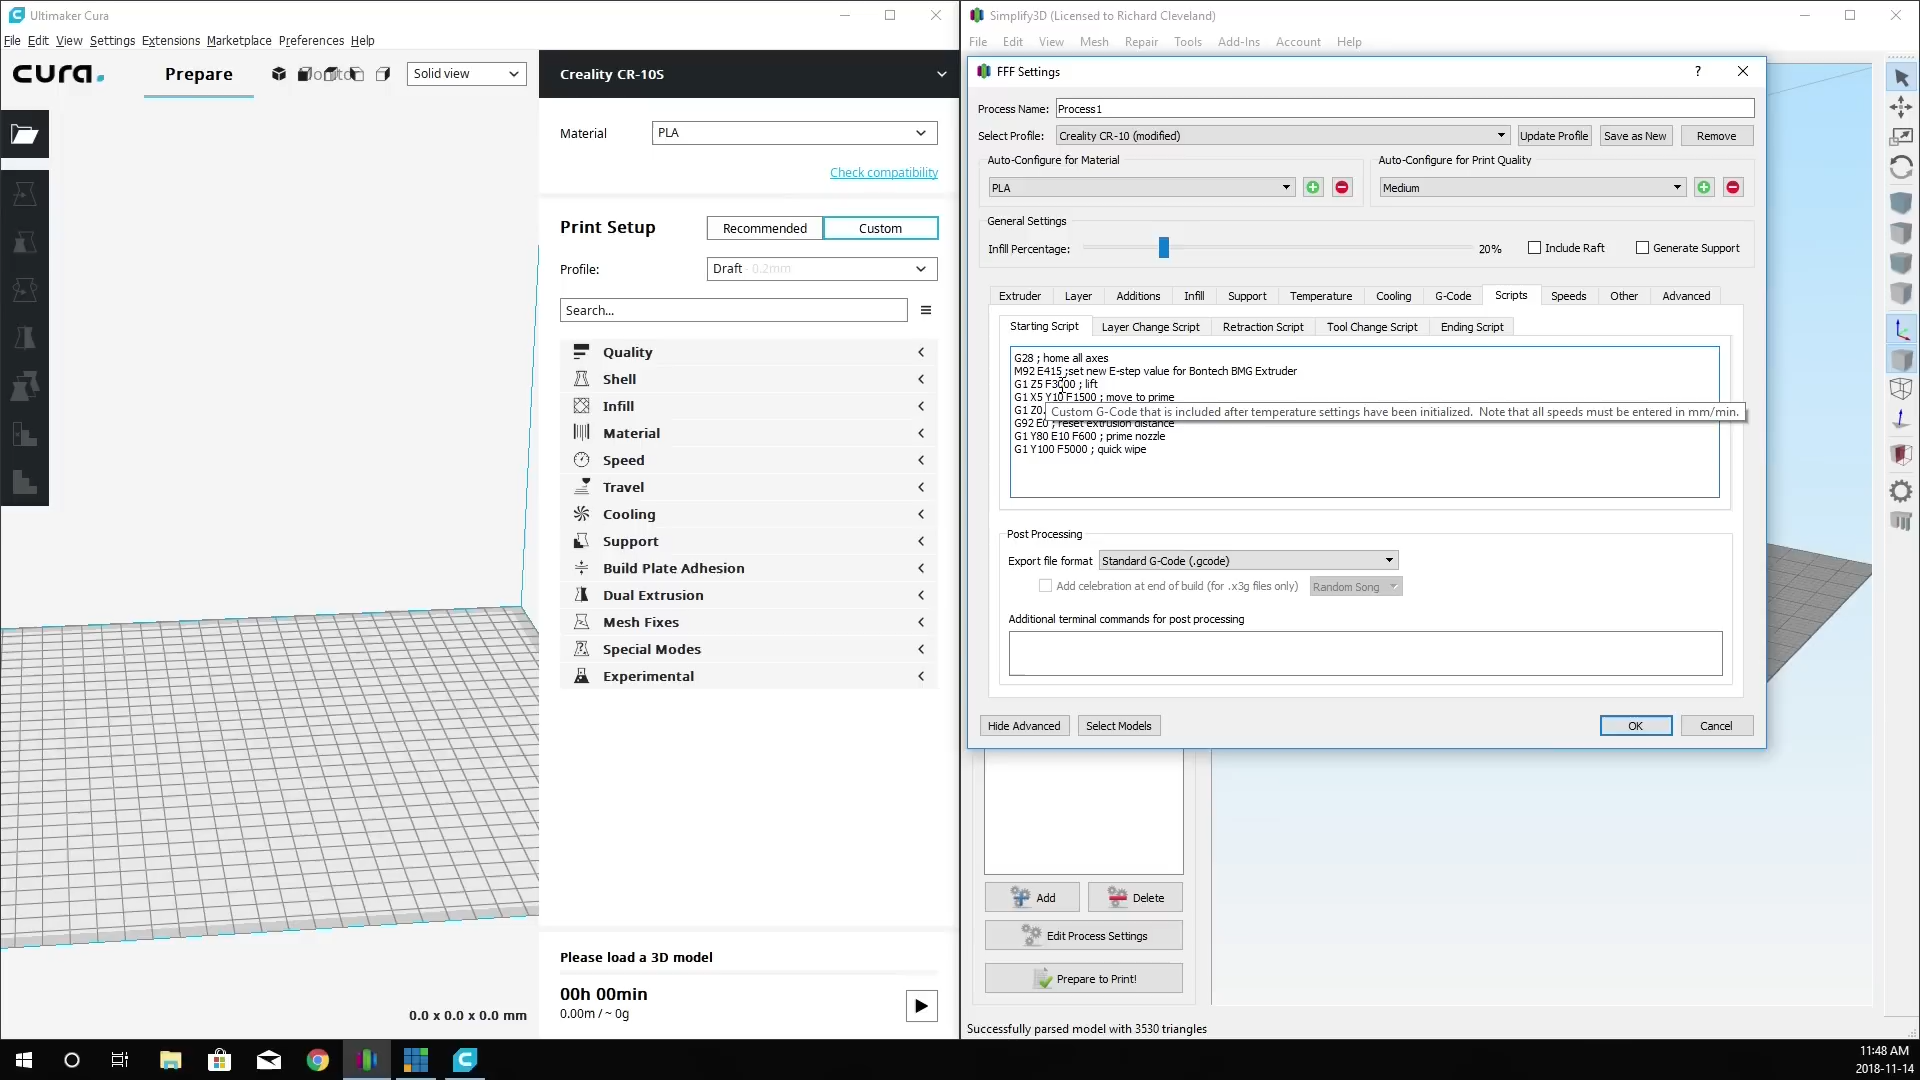 Ultimaker Cura
File Edit View Settings Extensions Marketplace Preferences Help
cura.
Prepare
Solid view
Creality CR-10S
Material
PLA
Check compatibility
Print Setup
Recommended
Custom
Profile:
Draft - 0.2mm
Search...
Quality
Shell
Infill
Material
Speed
Travel
Cooling
Support
Build Plate Adhesion
Dual Extrusion
Mesh Fixes
Special Modes
Experimental
Please load a 3D model
00h 00min
0.00m / ~ 0g
0.0 x 0.0 x 0.0 mm
Simplify3D (Licensed to Richard Cleveland)
File Edit View Mesh Repair Tools Add-Ins Account Help
FFF Settings
?
Process Name: Process1
Select Profile: Creality CR-10 (modified) Update Profile Save as New Remove
Auto-Configure for Material
PLA
Auto-Configure for Print Quality
Medium
General Settings
Infill Percentage: 20% Include Raft Generate Support
Extruder Layer Additions Infill Support Temperature Cooling G-Code Scripts Speeds Other Advanced
Starting Script Layer Change Script Retraction Script Tool Change Script Ending Script
G28 ; home all axes
M92 E415 ;set new E-step value for Bontech BMG Extruder
G1 Z5 F3000 ; lift
G1 X5 Y10 F1500 ; move to prime
G1 Z0.
Custom G-Code that is included after temperature settings have been initialized. Note that all speeds must be entered in mm/min.
G92 E0 ; reset extrusion distance
G1 Y80 E10 F600 ; prime nozzle
G1 Y100 F5000 ; quick wipe
Post Processing
Export file format Standard G-Code (.gcode)
Add celebration at end of build (for .x3g files only) Random Song
Additional terminal commands for post processing
Hide Advanced Select Models OK Cancel
Add Delete
Edit Process Settings
Prepare to Print!
Successfully parsed model with 3530 triangles
11:48 AM
2018-11-14